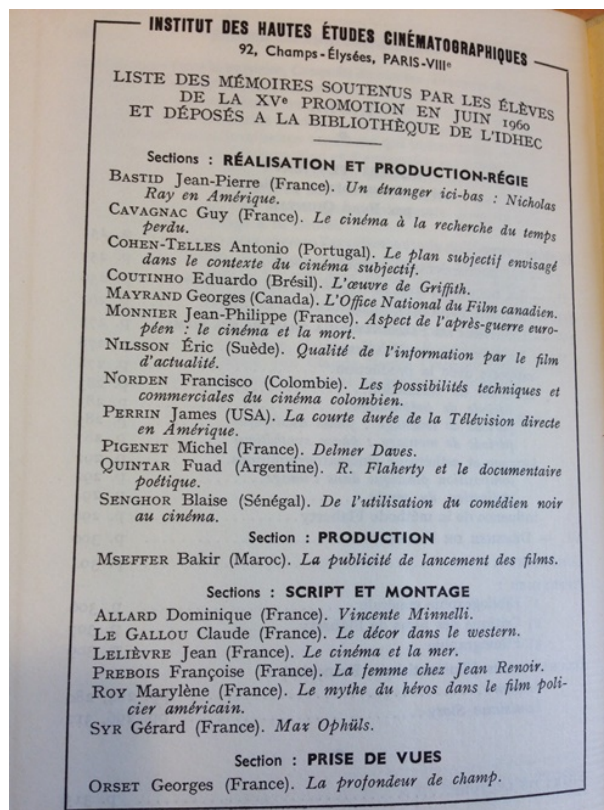 INSTITUT DES HAUTES ÉTUDES CINÉMATOGRAPHIQUES
92, Champs-Élysées, PARIS-VIIIe
LISTE DES MÉMOIRES SOUTENUS PAR LES ÉLÈVES
DE LA XVe PROMOTION EN JUIN 1960
ET DÉPOSÉS A LA BIBLIOTHÈQUE DE L'IDHEC
Sections : RÉALISATION ET PRODUCTION-RÉGIE
BASTID Jean-Pierre (France). Un étranger ici-bas : Nicholas
Ray en Amérique.
CAVAGNAC Guy (France). Le cinéma à la recherche du temps
perdu.
COHEN-TELLES Antonio (Portugal). Le plan subjectif envisagé
dans le contexte du cinéma subjectif.
COUTINHO Eduardo (Brésil). L'œuvre de Griffith.
MAYRAND Georges (Canada). L'Office National du Film canadien.
MONNIER Jean-Philippe (France). Aspect de l'après-guerre euro-
péen : le cinéma et la mort.
NILSSON Éric (Suède). Qualité de l'information par le film
d'actualité.
NORDEN Francisco (Colombie). Les possibilités techniques et
commerciales du cinéma colombien.
PERRIN James (USA). La courte durée de la Télévision directe
en Amérique.
PIGENET Michel (France). Delmer Daves.
QUINTAR Fuad (Argentine). R. Flaherty et le documentaire
poétique.
SENGHOR Blaise (Sénégal). De l'utilisation du comédien noir
au cinéma.
Section : PRODUCTION
MSEFFER Bakir (Maroc). La publicité de lancement des films.
Sections : SCRIPT ET MONTAGE
ALLARD Dominique (France). Vincente Minnelli.
LE GALLOU Claude (France). Le décor dans le western.
LELIÈVRE Jean (France). Le cinéma et la mer.
PREBOIS Françoise (France). La femme chez Jean Renoir.
ROY Marylène (France). Le mythe du héros dans le film poli-
cier américain.
SYR Gérard (France). Max Ophüls.
Section : PRISE DE VUES
ORSET Georges (France). La profondeur de champ.